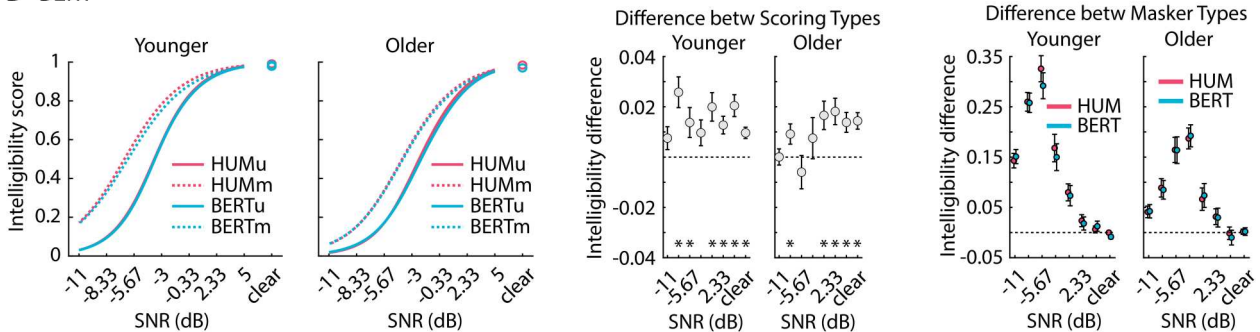 Younger
Older
Intelligibility score
1
0.8
0.6
0.4
0.2
0
HUMu
HUMm
BERTu
BERTm
HUMu
HUMm
BERTu
BERTm
-11
-8.33
-5.67
-3
-0.33
2.33
5
clear
SNR (dB)
-11
-8.33
-5.67
-3
-0.33
2.33
5
clear
SNR (dB)
Difference betw Scoring Types
Younger
Older
Intelligibility difference
0.04
0.02
0
-0.02
-0.04
* * * * * *
* * * * *
-11
-5.67
2.33
clear
SNR (dB)
-11
-5.67
2.33
clear
SNR (dB)
Difference betw Masker Types
Younger
Older
Intelligibility difference
0.35
0.25
0.15
0.05
-0.05
HUM
BERT
HUM
BERT
-11
-5.67
2.33
clear
SNR (dB)
-11
-5.67
2.33
clear
SNR (dB)